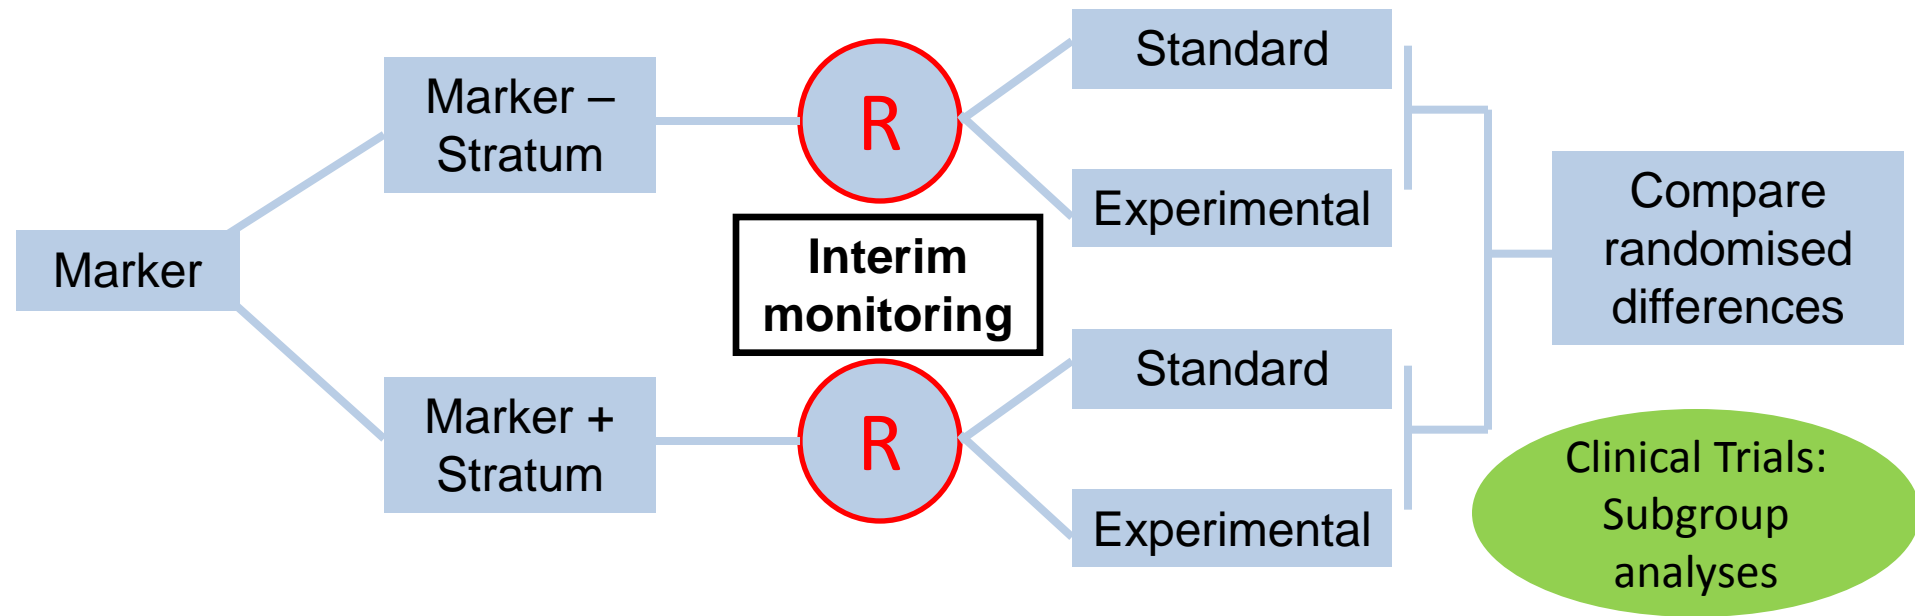 Marker
Marker –
Stratum
R
Standard
Experimental
Interim
monitoring
Marker +
Stratum
R
Standard
Experimental
Compare
randomised
differences
Clinical Trials:
Subgroup
analyses